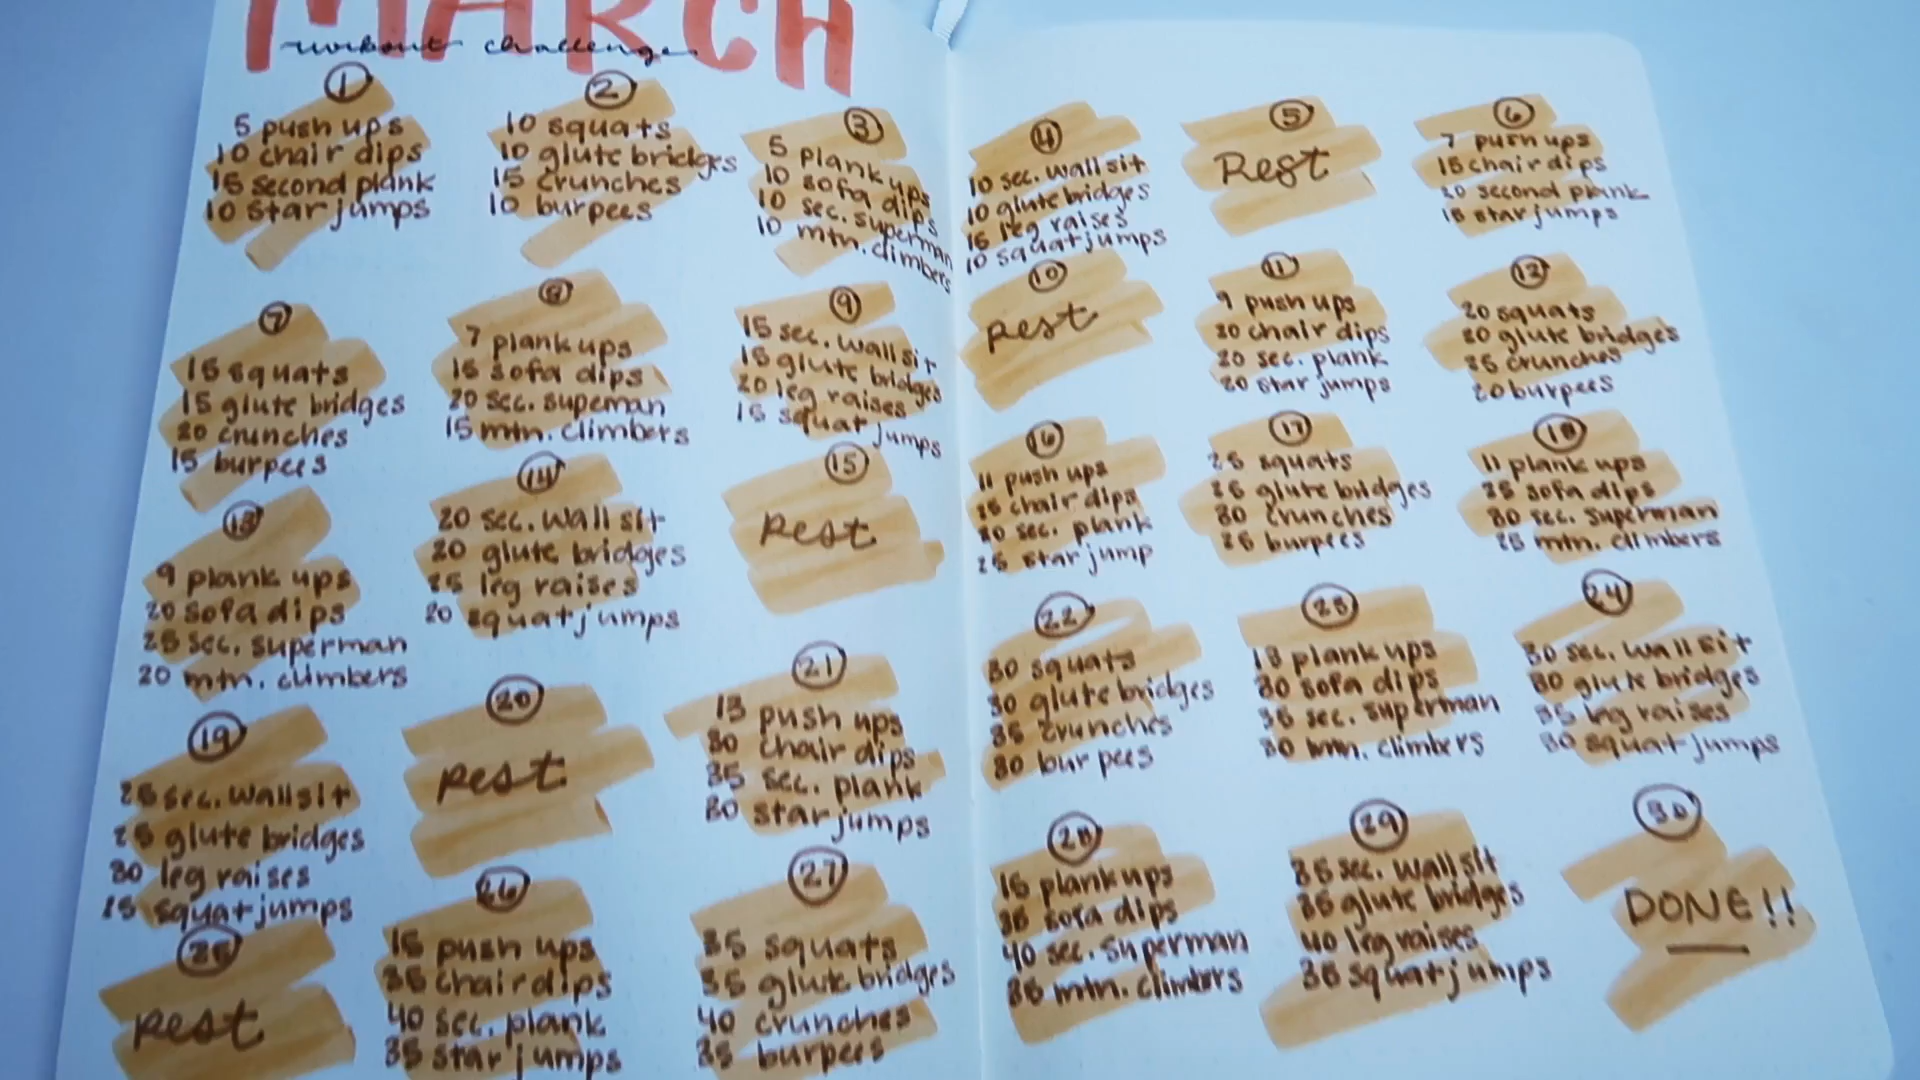 MARCH
workout challenge
1
5 push ups
10 chair dips
15 second plank
10 star jumps
2
10 squats
10 glute bridges
15 crunches
10 burpees
3
5 plank ups
10 sofa dips
10 sec. superman
10 mtn. climbers
4
10 sec. wall sit
10 glute bridges
15 leg raises
10 squat jumps
5
Rest
6
7 push ups
15 chair dips
20 second plank
15 star jumps
7
15 squats
15 glute bridges
20 crunches
15 burpees
8
7 plank ups
15 sofa dips
20 sec. supeman
15 mtn. climbers
9
15 sec. wall sit
15 glute bridges
20 leg raises
15 squat jumps
10
Rest
11
9 push ups
20 chair dips
20 sec. plank
20 star jumps
12
20 squats
20 glute bridges
25 crunches
20 burpees
13
9 plank ups
20 sofa dips
25 sec. superman
20 mtn. climbers
14
20 sec. wall sit
20 glute bridges
25 leg raises
20 squat jumps
15
Rest
16
11 push ups
25 chair dips
30 sec. plank
25 star jump
17
25 squats
25 glute bridges
30 crunches
25 burpees
18
11 plank ups
25 sofa dips
30 sec. superman
25 mtn. climbers
19
25 sec. wall sit
25 glute bridges
30 leg raises
25 squat jumps
20
Rest
21
13 push ups
30 chair dips
35 sec. plank
30 star jumps
22
30 squats
30 glute bridges
35 crunches
30 burpees
23
13 plank ups
30 sofa dips
35 sec. superman
30 mtn. climbers
24
30 sec. wall sit
30 glute bridges
35 leg raises
30 squat jumps
25
Rest
26
15 push ups
35 chair dips
40 sec. plank
35 star jumps
27
35 squats
35 glute bridges
40 crunches
35 burpees
28
15 plank ups
35 sofa dips
40 sec. superman
35 mtn. climbers
29
35 sec. wall sit
35 glute bridges
40 leg raises
35 squat jumps
30
DONE!!